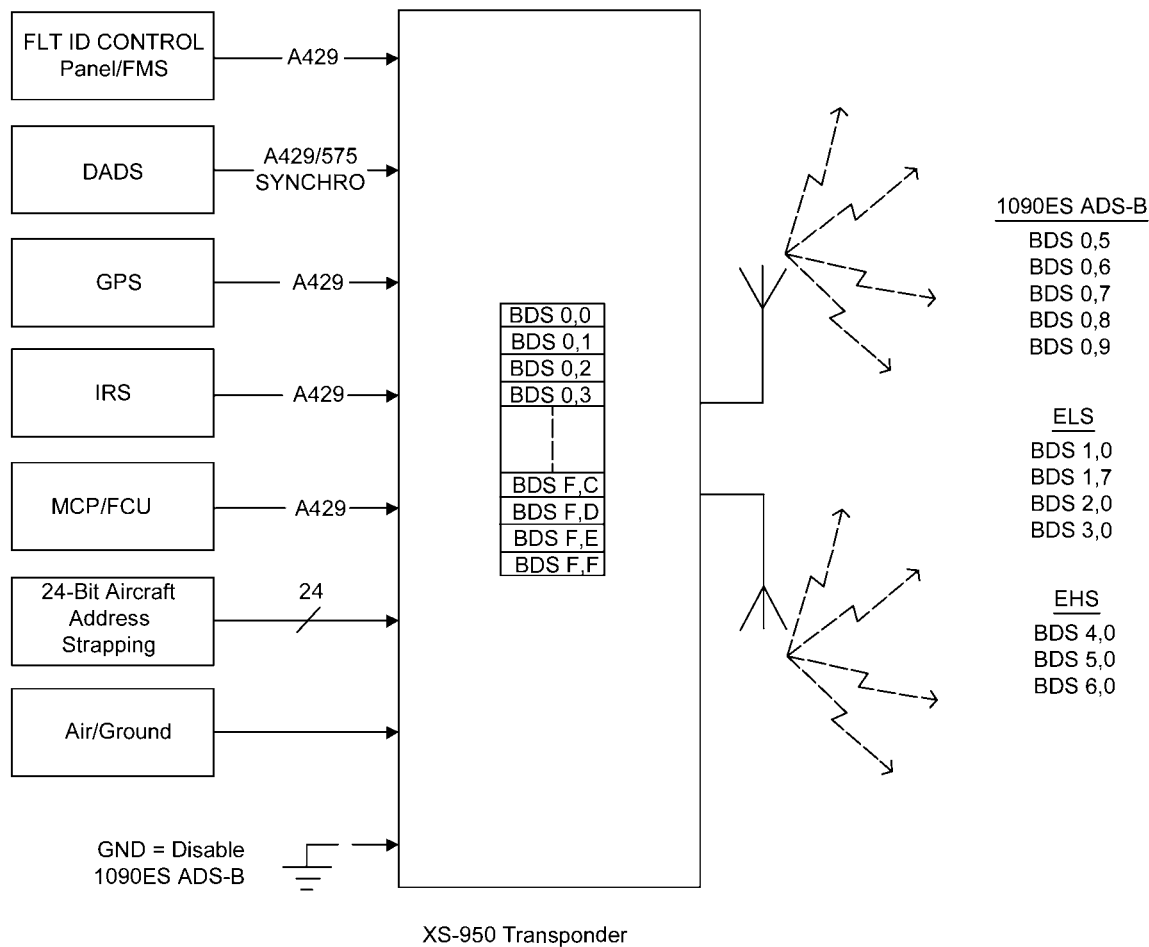 FLT ID CONTROL
Panel/FMS
A429
DADS
A429/575
SYNCHRO
GPS
A429
IRS
A429
MCP/FCU
A429
24-Bit Aircraft
Address
Strapping
24
Air/Ground
GND = Disable
1090ES ADS-B
BDS 0,0
BDS 0,1
BDS 0,2
BDS 0,3
BDS F,C
BDS F,D
BDS F,E
BDS F,F
1090ES ADS-B
BDS 0,5
BDS 0,6
BDS 0,7
BDS 0,8
BDS 0,9
ELS
BDS 1,0
BDS 1,7
BDS 2,0
BDS 3,0
EHS
BDS 4,0
BDS 5,0
BDS 6,0
XS-950 Transponder